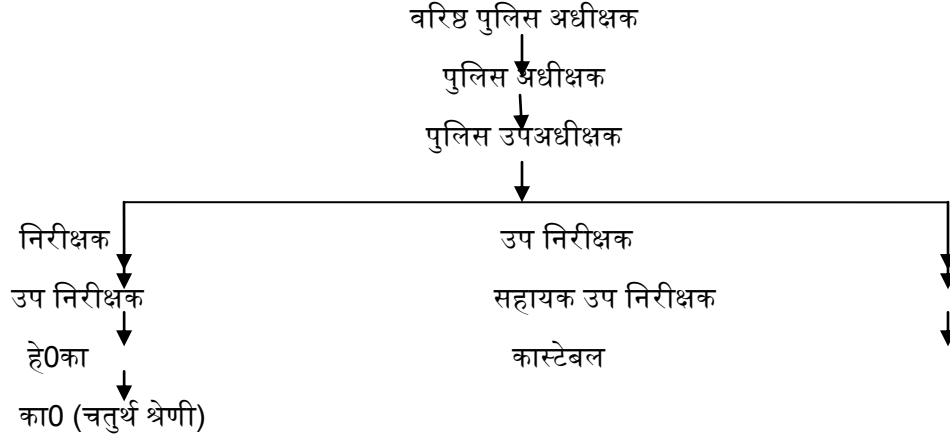 वरिष्ठ पुलिस अधीक्षक
पुलिस अधीक्षक
पुलिस उपअधीक्षक
निरीक्षक उप निरीक्षक
उप निरीक्षक सहायक उप निरीक्षक
हे0का कास्टेबल
का0 (चतुर्थ श्रेणी)